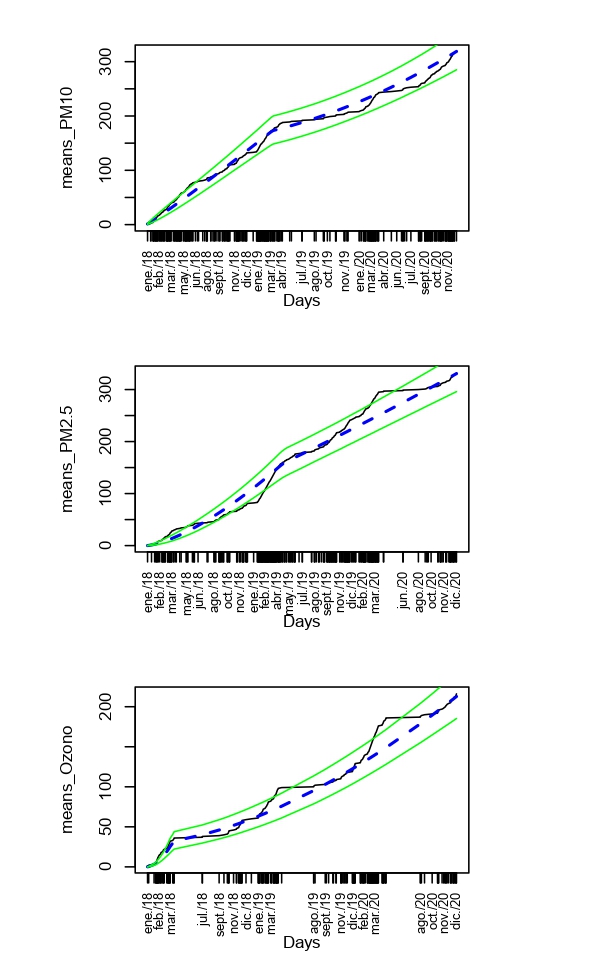 means_PM10
0 100 200 300
ene./18 feb./18 mar./18 may./18 jun./18 ago./18 sept./18 nov./18 dic./18 ene./19 mar./19 abr./19 jul./19 ago./19 oct./19 nov./19 ene./20 mar./20 abr./20 jun./20 jul./20 sept./20 oct./20 nov./20
Days
means_PM2.5
0 100 200 300
ene./18 feb./18 mar./18 may./18 jun./18 ago./18 oct./18 nov./18 ene./19 feb./19 abr./19 may./19 jul./19 ago./19 sept./19 nov./19 dic./19 feb./20 mar./20 jun./20 ago./20 oct./20 nov./20 dic./20
Days
means_Ozono
0 50 100 200
ene./18 feb./18 mar./18 jul./18 sept./18 nov./18 dic./18 ene./19 mar./19 ago./19 sept./19 nov./19 dic./19 feb./20 mar./20 ago./20 oct./20 nov./20 dic./20
Days